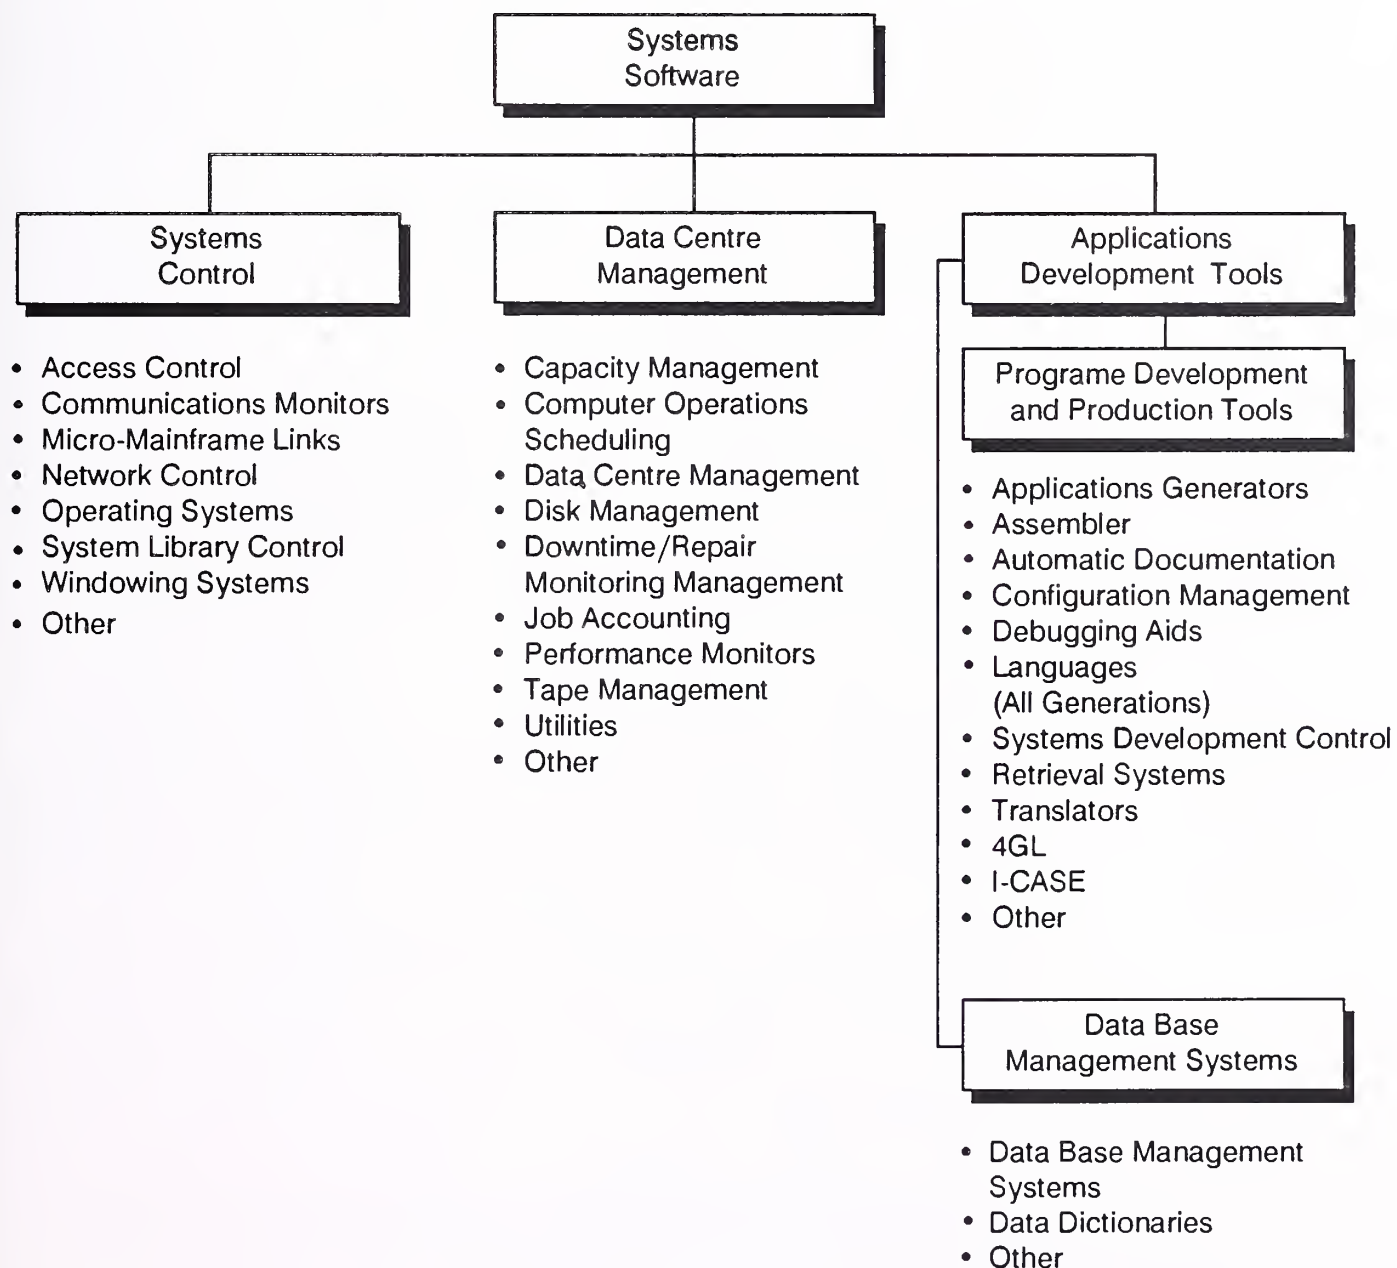 Systems
Software
Systems
Control
• Access Control
• Communications Monitors
• Micro-Mainframe Links
• Network Control
• Operating Systems
• System Library Control
• Windowing Systems
• Other
Data Centre
Management
• Capacity Management
• Computer Operations
Scheduling
• Data Centre Management
• Disk Management
• Downtime/Repair
Monitoring Management
• Job Accounting
• Performance Monitors
• Tape Management
• Utilities
• Other
Applications
Development Tools
Programe Development
and Production Tools
• Applications Generators
• Assembler
• Automatic Documentation
• Configuration Management
• Debugging Aids
• Languages
(All Generations)
• Systems Development Control
• Retrieval Systems
• Translators
• 4GL
• I-CASE
• Other
Data Base
Management Systems
• Data Base Management
Systems
• Data Dictionaries
• Other